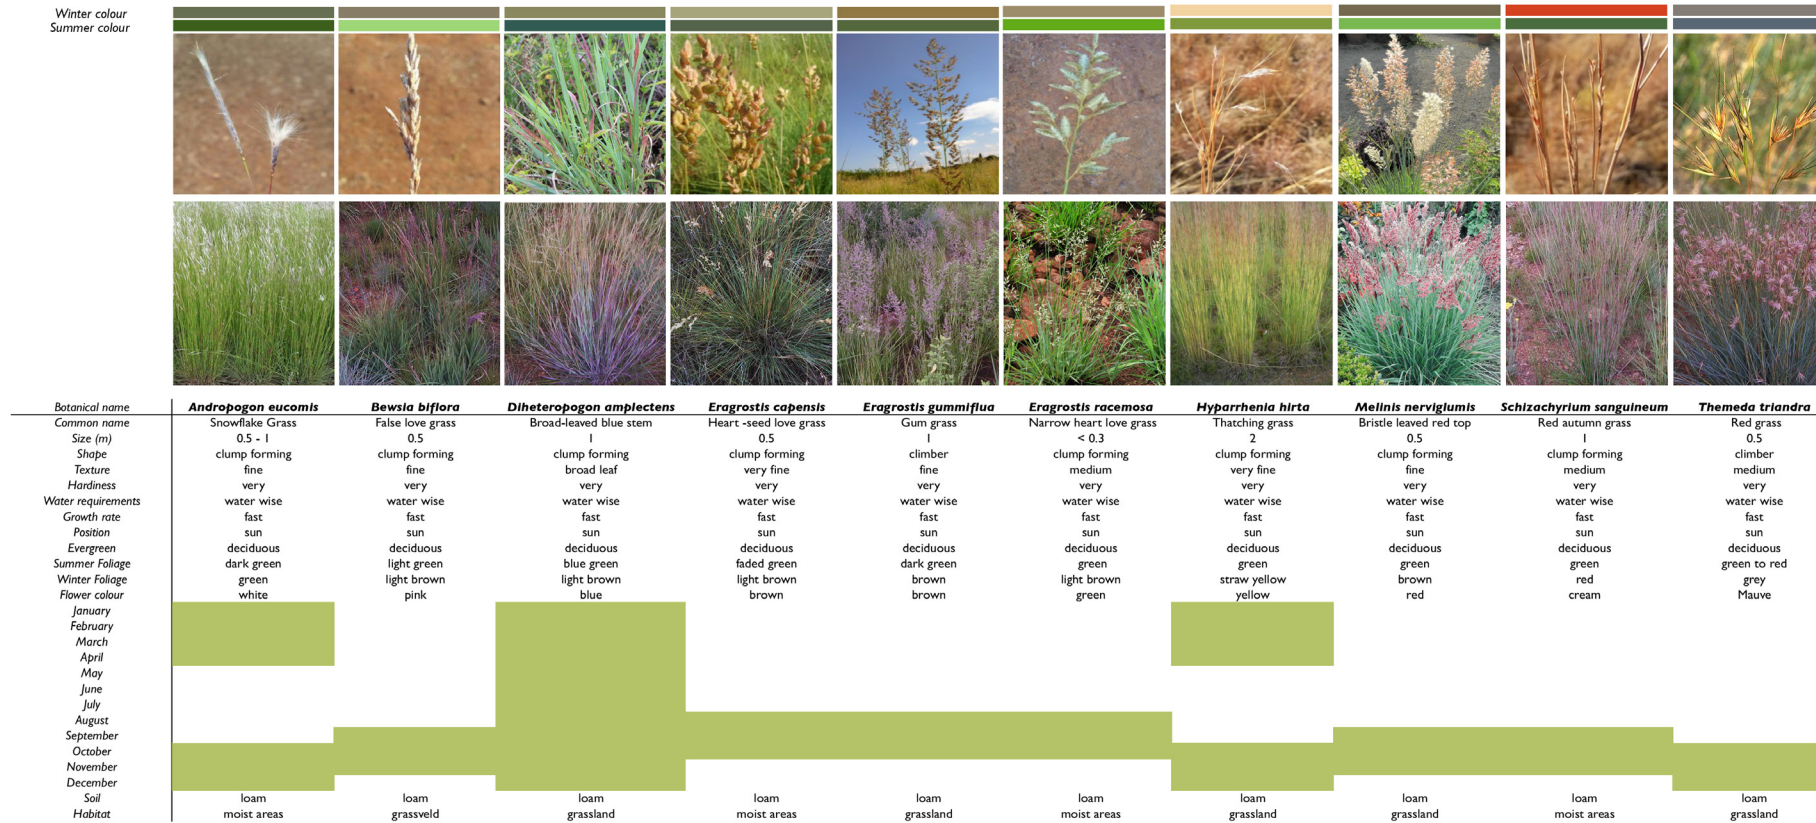 Winter colour
Summer colour
Botanical name Andropogon eucomis Bewsia biflora Diheteropogon amplectens Eragrostis capensis Eragrostis gummiflua Eragrostis racemosa Hyparrhenia hirta Melinis nerviglumis Schizachyrium sanguineum Themeda triandra
Common name Snowflake Grass False love grass Broad-leaved blue stem Heart -seed love grass Gum grass Narrow heart love grass Thatching grass Bristle leaved red top Red autumn grass Red grass
Size (m) 0.5 - 1 0.5 1 0.5 1 < 0.3 2 0.5 1 0.5
Shape clump forming clump forming clump forming clump forming climber clump forming clump forming clump forming clump forming climber
Texture fine fine broad leaf very fine fine medium very fine fine medium medium
Hardiness very very very very very very very very very very
Water requirements water wise water wise water wise water wise water wise water wise water wise water wise water wise water wise
Growth rate fast fast fast fast fast fast fast fast fast fast
Position sun sun sun sun sun sun sun sun sun sun
Evergreen deciduous deciduous deciduous deciduous deciduous deciduous deciduous deciduous deciduous deciduous
Summer Foliage dark green light green blue green faded green dark green green green green green green to red
Winter Foliage green light brown light brown light brown brown light brown straw yellow brown red grey
Flower colour white pink blue brown brown green yellow red cream Mauve
January
February
March
April
May
June
July
August
September
October
November
December
Soil loam loam loam loam loam loam loam loam loam loam
Habitat moist areas grassveld grassland moist areas grassland moist areas grassland grassland moist areas grassland